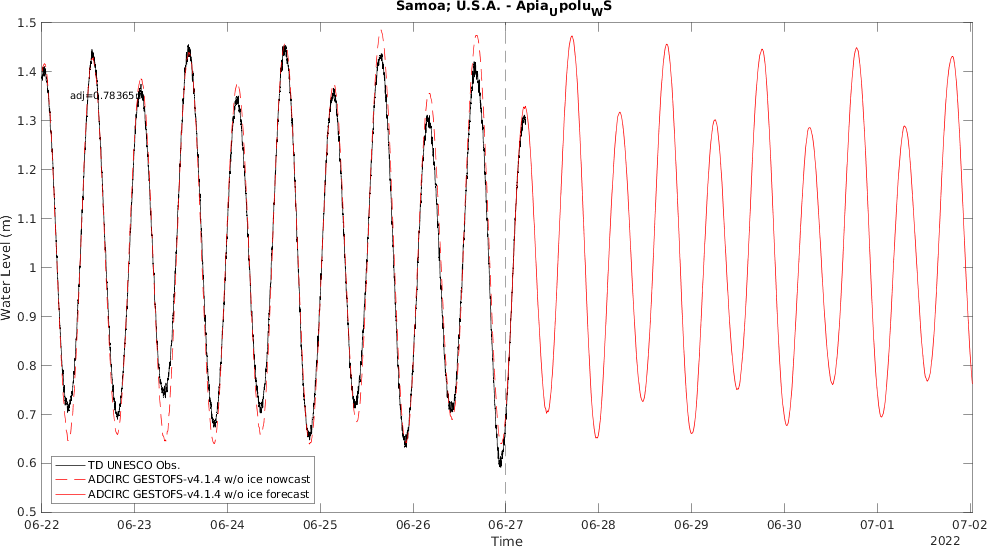 Samoa; U.S.A. - ApiaUpoluWS
1.5
1.4
1.3
1.2
1.1
1
0.9
0.8
0.7
0.6
0.5
Water Level (m)
adj=0.78365
TD UNESCO Obs.
ADCIRC GESTOFS-v4.1.4 w/o ice nowcast
ADCIRC GESTOFS-v4.1.4 w/o ice forecast
06-22 06-23 06-24 06-25 06-26 06-27 06-28 06-29 06-30 07-01 07-02
Time
2022